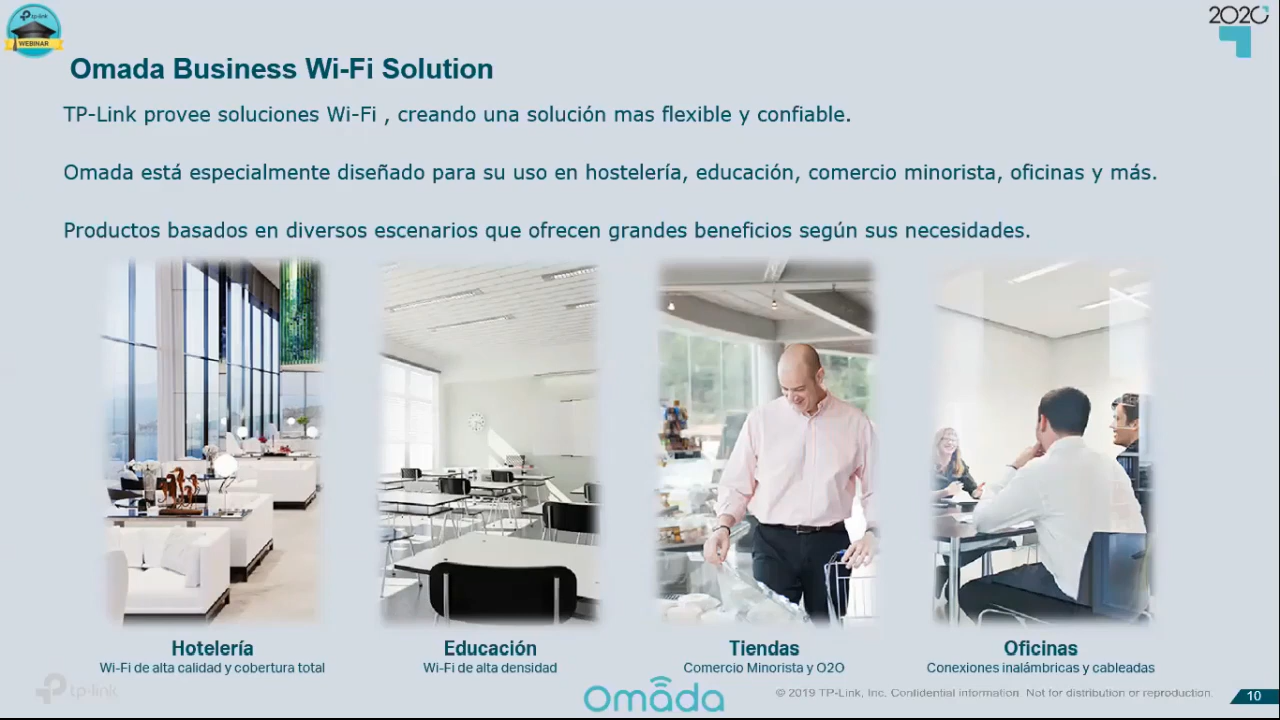 tp-link
WEBINAR
2020
Omada Business Wi-Fi Solution
TP-Link provee soluciones Wi-Fi , creando una solución mas flexible y confiable.
Omada está especialmente diseñado para su uso en hostelería, educación, comercio minorista, oficinas y más.
Productos basados en diversos escenarios que ofrecen grandes beneficios según sus necesidades.
Hotelería
Wi-Fi de alta calidad y cobertura total
Educación
Wi-Fi de alta densidad
Tiendas
Comercio Minorista y O2O
Oficinas
Conexiones inalámbricas y cableadas
tp-link
omada
© 2019 TP-Link, Inc. Confidential information. Not for distribution or reproduction.
10